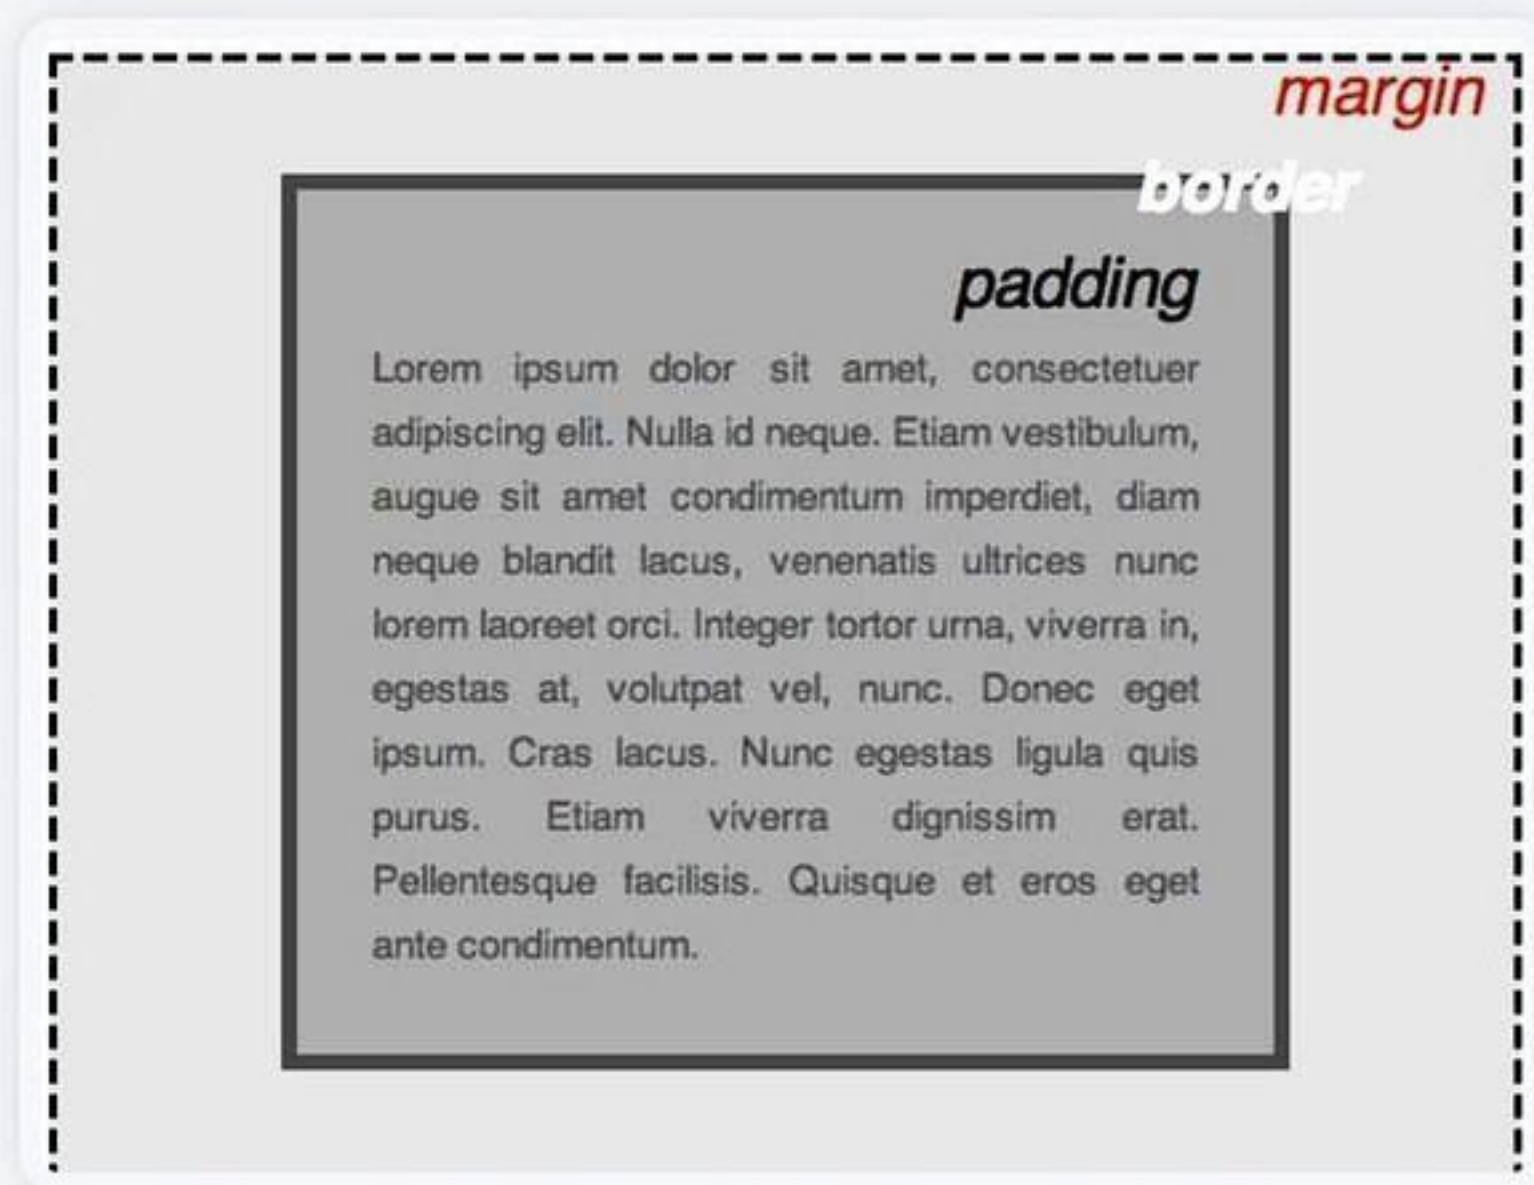 margin
border
padding
Lorem ipsum dolor sit amet, consectetuer
adipiscing elit. Nulla id neque. Etiam vestibulum,
augue sit amet condimentum imperdiet, diam
neque blandit lacus, venenatis ultrices nunc
lorem laoreet orci. Integer tortor urna, viverra in,
egestas at, volutpat vel, nunc. Donec eget
ipsum. Cras lacus. Nunc egestas ligula quis
purus. Etiam viverra dignissim erat.
Pellentesque facilisis. Quisque et eros eget
ante condimentum.